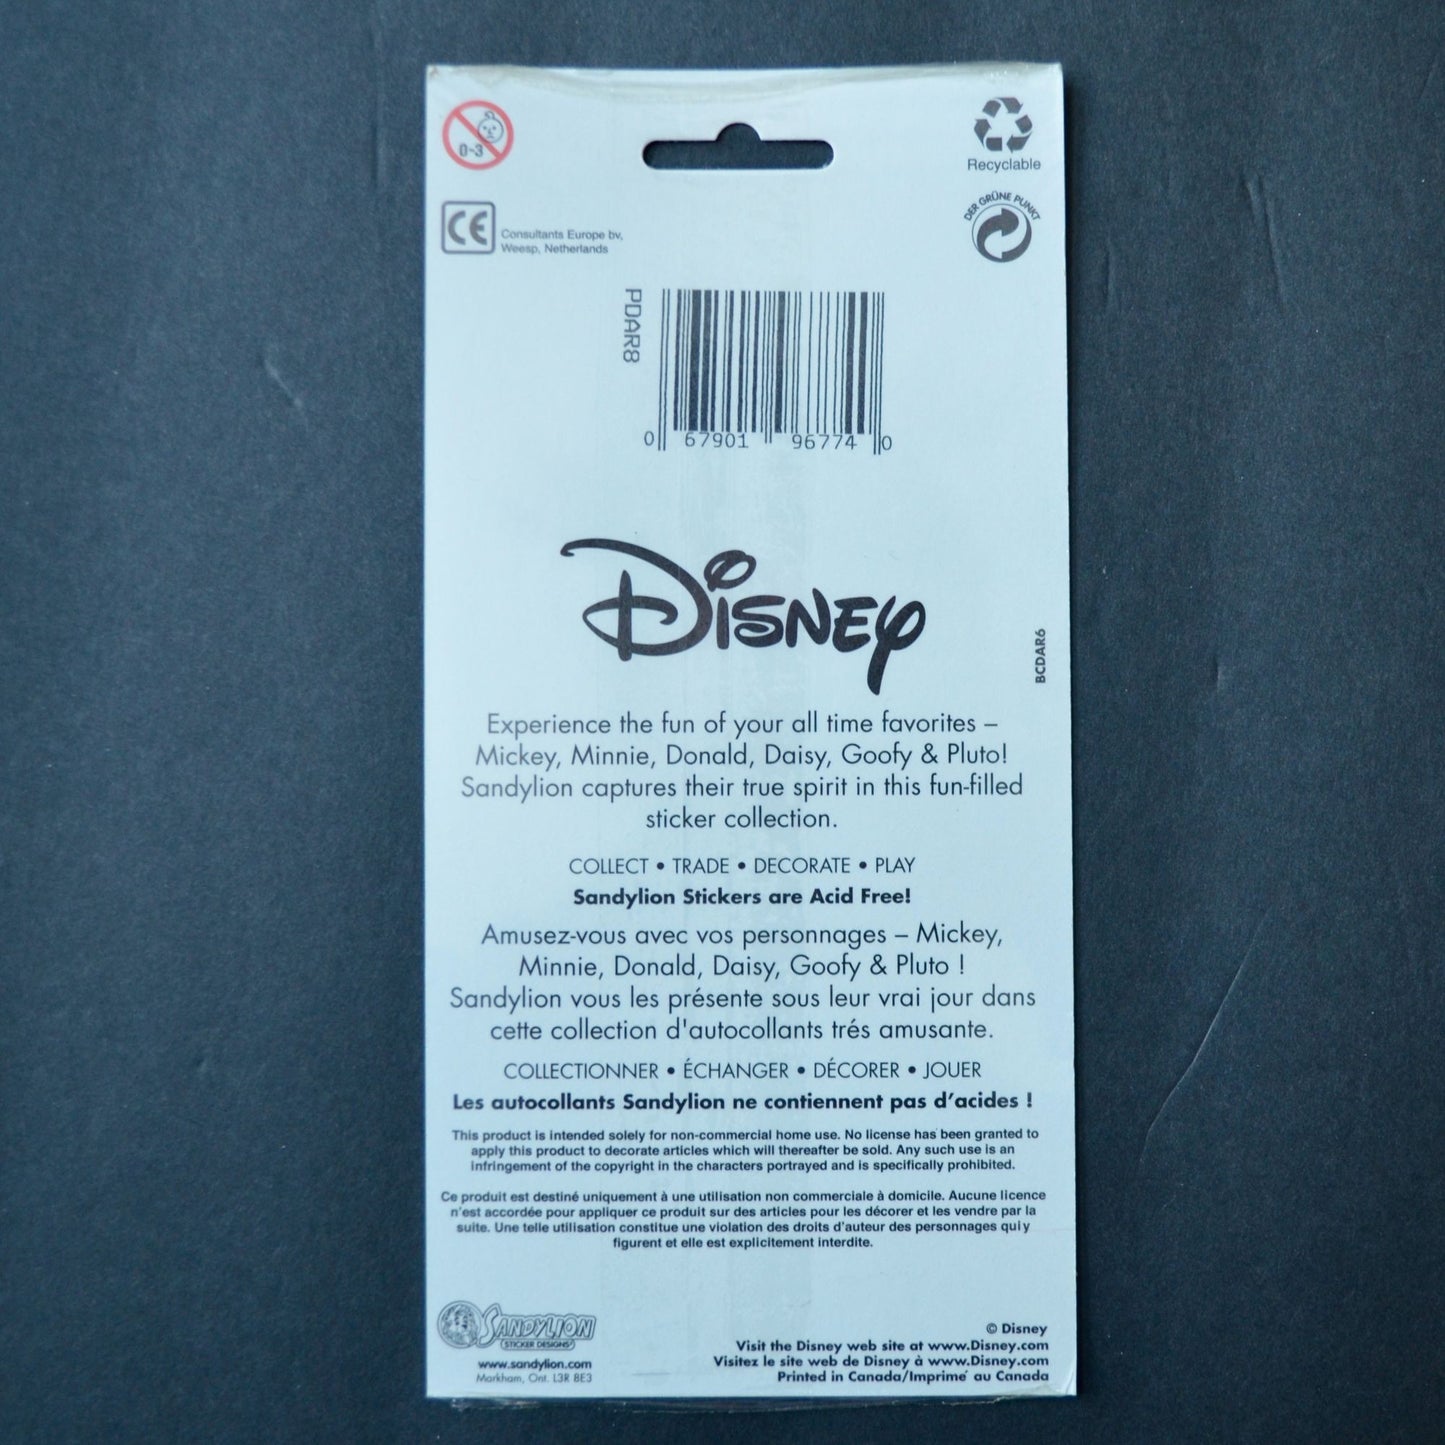 0-3
Recyclable
DER GRÜNE PUNKT
CE
Consultants Europe bv,
Weesp, Netherlands
PDAR8
0 67901 96774 0
Disney
BCDAR6
Experience the fun of your all time favorites –
Mickey, Minnie, Donald, Daisy, Goofy & Pluto!
Sandylion captures their true spirit in this fun-filled
sticker collection.
COLLECT • TRADE • DECORATE • PLAY
Sandylion Stickers are Acid Free!
Amusez-vous avec vos personnages – Mickey,
Minnie, Donald, Daisy, Goofy & Pluto !
Sandylion vous les présente sous leur vrai jour dans
cette collection d'autocollants trés amusante.
COLLECTIONNER • ÉCHANGER • DÉCORER • JOUER
Les autocollants Sandylion ne contiennent pas d'acides !
This product is intended solely for non-commercial home use. No license has been granted to
apply this product to decorate articles which will thereafter be sold. Any such use is an
infringement of the copyright in the characters portrayed and is specifically prohibited.
Ce produit est destiné uniquement à une utilisation non commerciale à domicile. Aucune licence
n'est accordée pour appliquer ce produit sur des articles pour les décorer et les vendre par la
suite. Une telle utilisation constitue une violation des droits d'auteur des personnages qui y
figurent et elle est explicitement interdite.
SANDYLION
STICKER DESIGNS
www.sandylion.com
Markham, Ont. L3R 8E3
© Disney
Visit the Disney web site at www.Disney.com
Visitez le site web de Disney à www.Disney.com
Printed in Canada/Imprimé au Canada